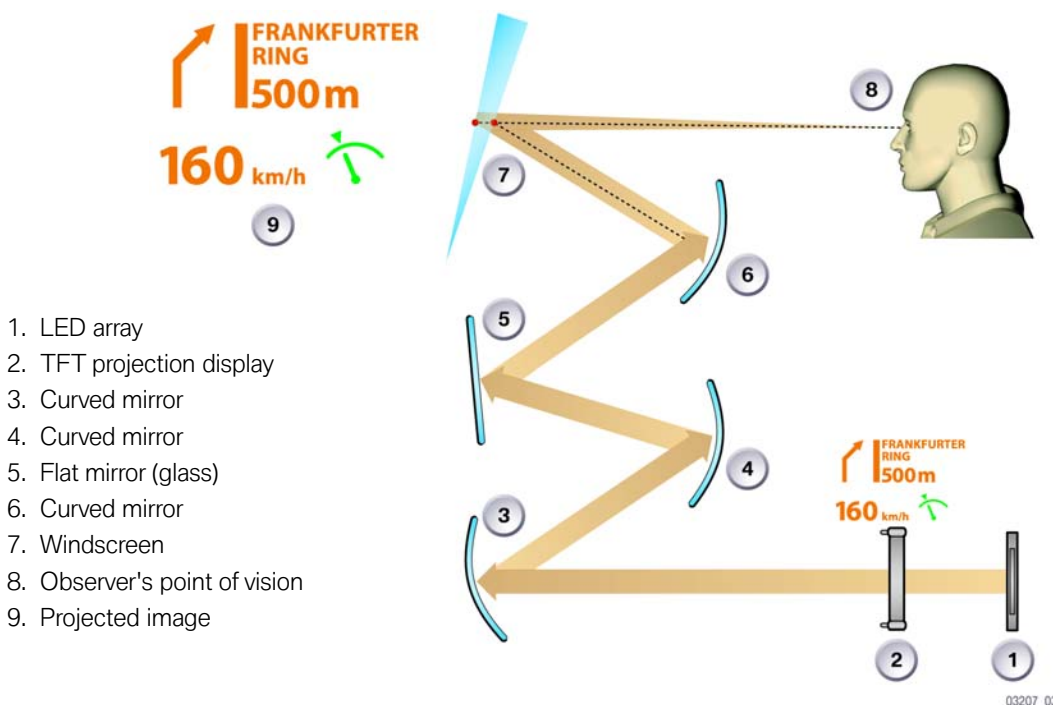 FRANKFURTER
RING
500 m
160 km/h
9
8
7
6
5
4
3
1. LED array
2. TFT projection display
3. Curved mirror
4. Curved mirror
5. Flat mirror (glass)
6. Curved mirror
7. Windscreen
8. Observer's point of vision
9. Projected image
FRANKFURTER
RING
500 m
160 km/h
2
1